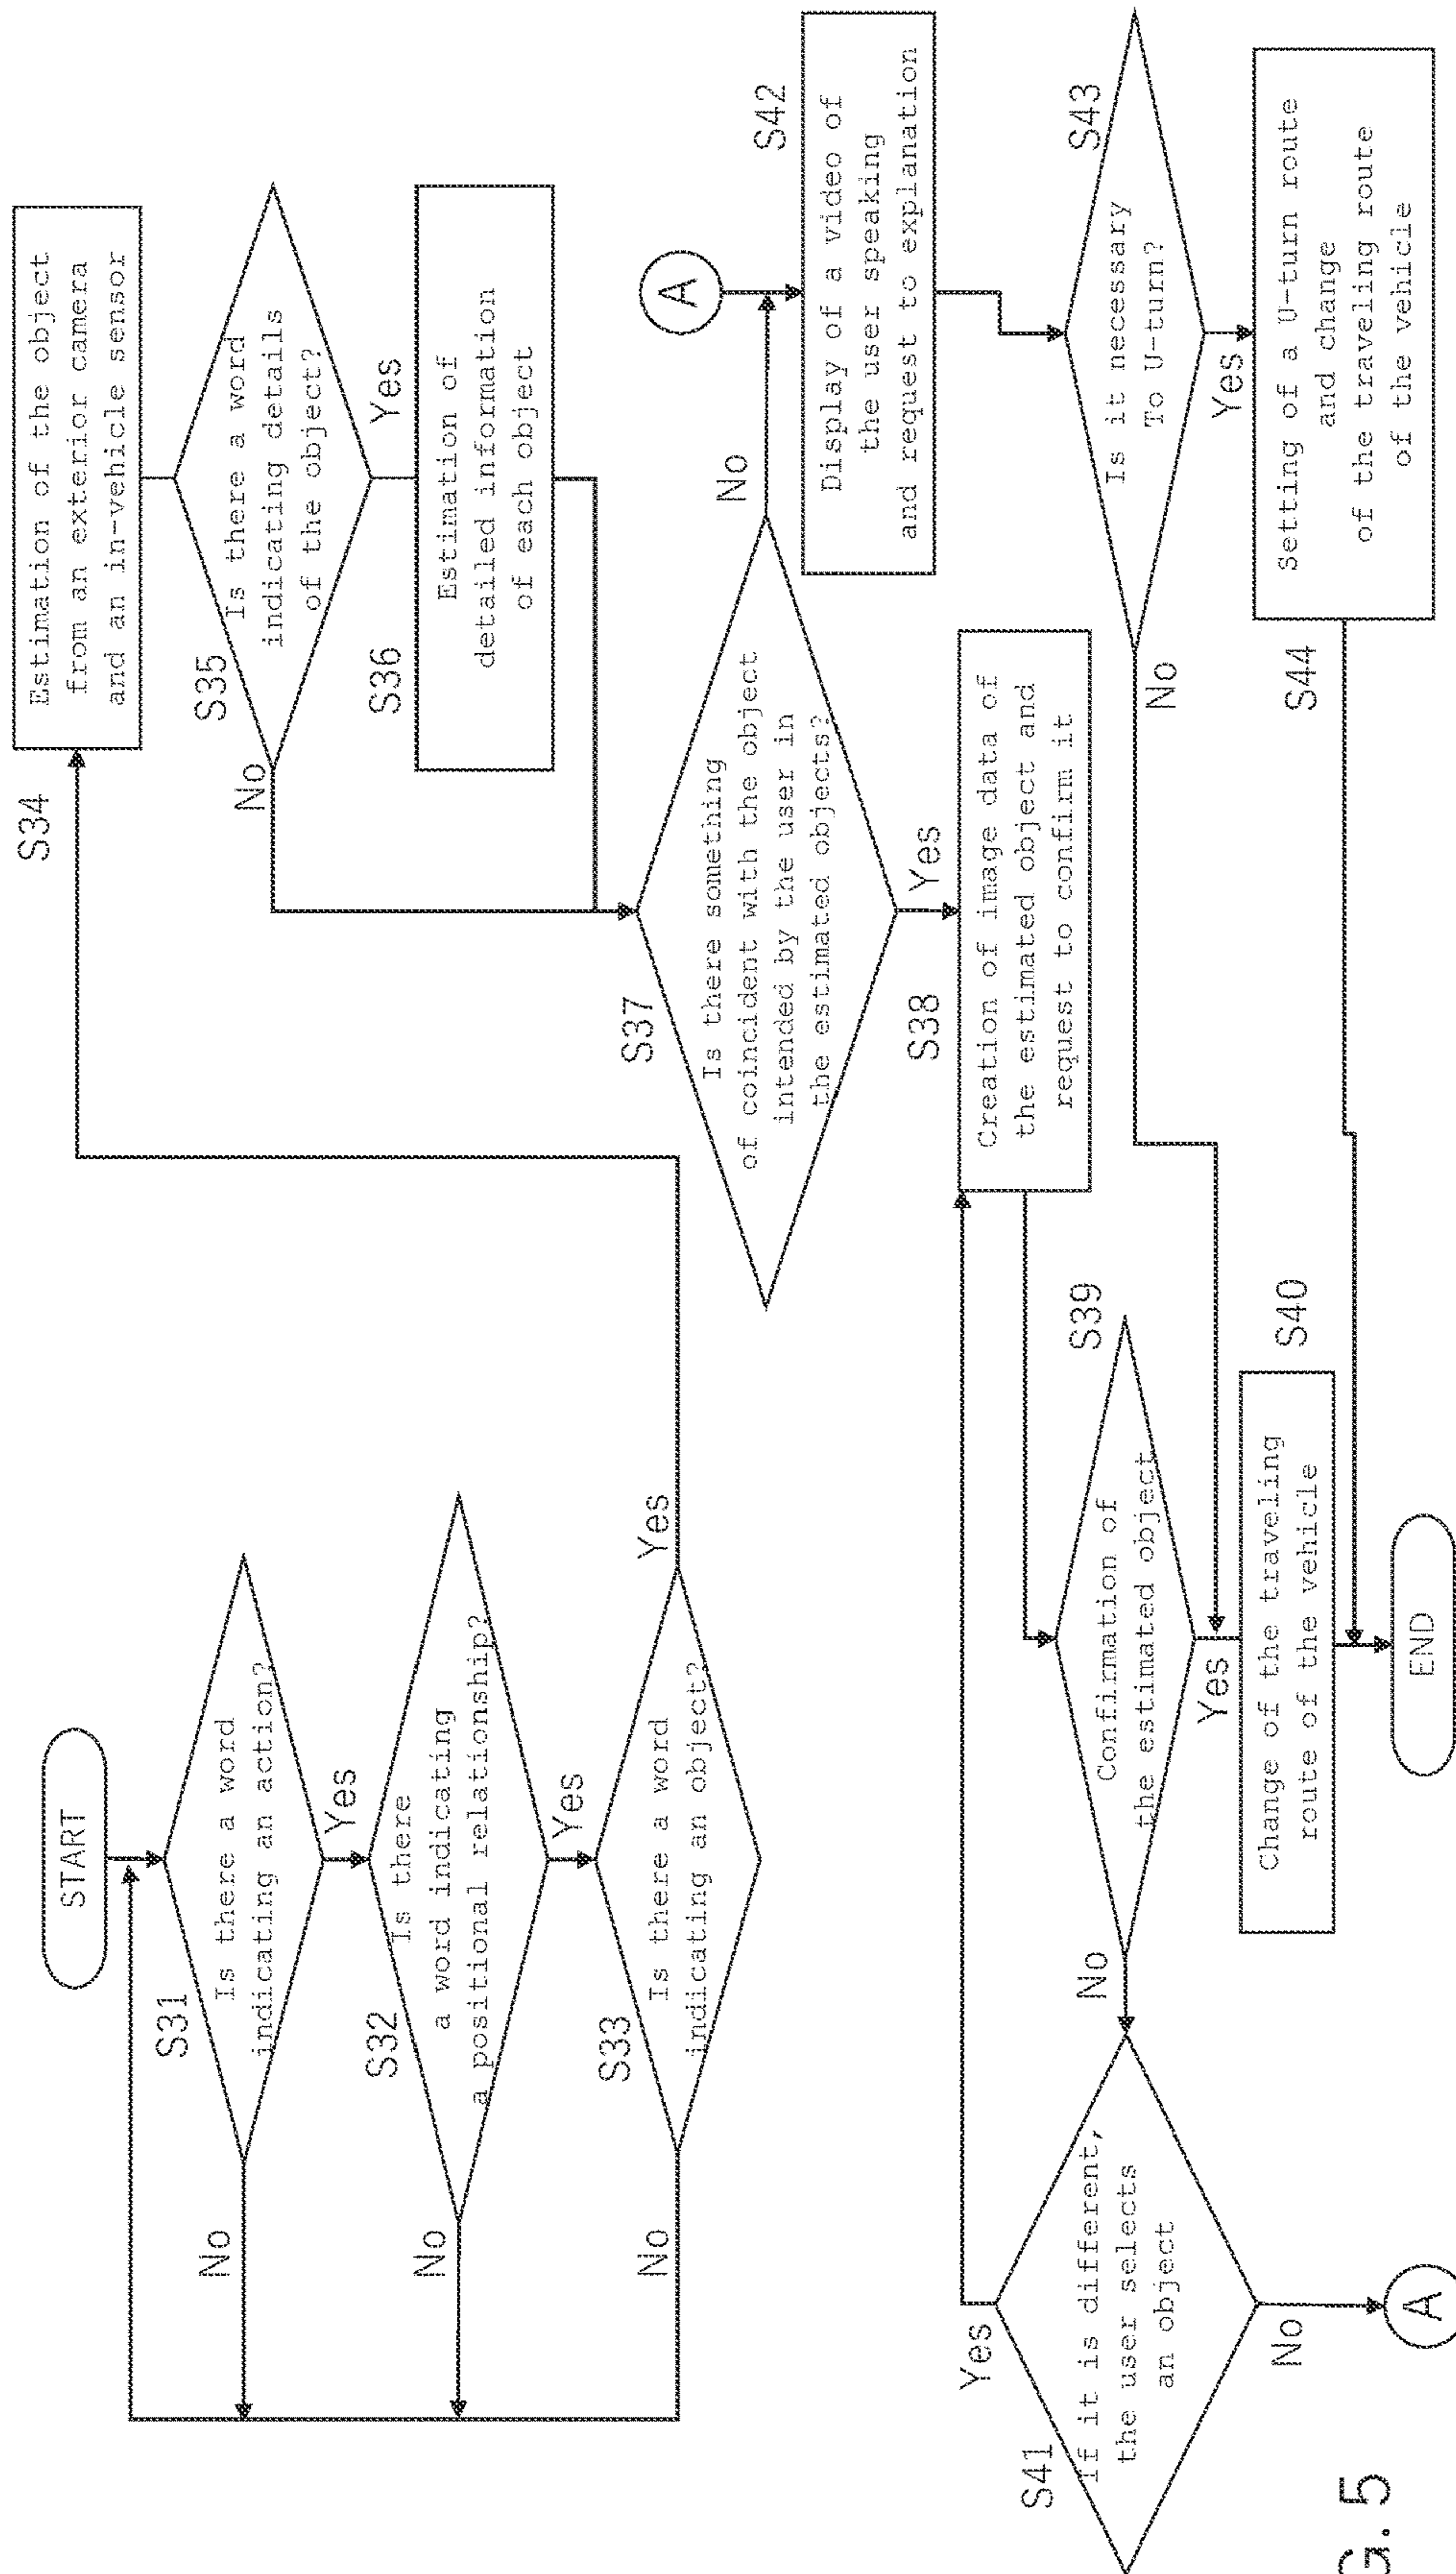 START
S31
Is there a word
indicating an action?
Yes
No
S32
Is there
a word indicating
a positional relationship?
Yes
No
S33
Is there a word
indicating an object?
Yes
No
S34
Estimation of the object
from an exterior camera
and an in-vehicle sensor
S35
Is there a word
indicating details
of the object?
No
Yes
S36
Estimation of
detailed information
of each object
S37
Is there something
of coincident with the object
intended by the user in
the estimated objects?
No
Yes
A
S38
Creation of image data of
the estimated object and
request to confirm it
S39
Confirmation of
the estimated object
No
Yes
S40
Change of the traveling
route of the vehicle
END
S41
If it is different,
the user selects
an object
Yes
No
A
S42
Display of a video of
the user speaking
and request to explanation
S43
Is it necessary
To U-turn?
No
Yes
S44
Setting of a U-turn route
and change
of the traveling route
of the vehicle
G. 5